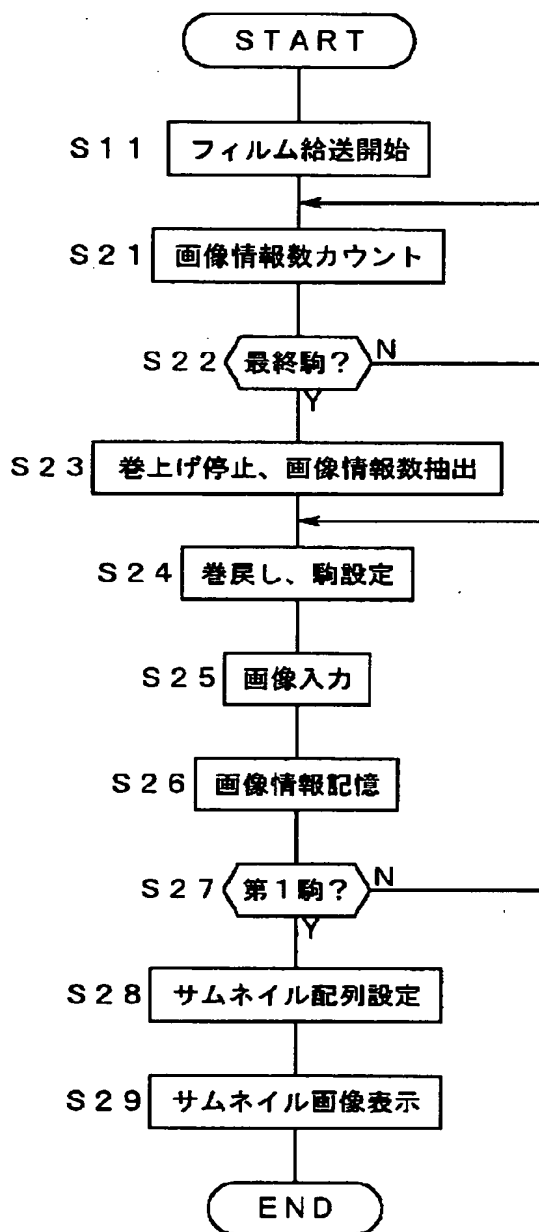 START
S11 フィルム給送開始
S21 画像情報数カウント
S22 最終駒? N
Y
S23 巻上げ停止、画像情報数抽出
S24 巻戻し、駒設定
S25 画像入力
S26 画像情報記憶
S27 第1駒? N
Y
S28 サムネイル配列設定
S29 サムネイル画像表示
END